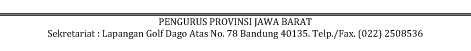 PENGURUS PROVINSI JAWA BARAT
Sekretariat : Lapangan Golf Dago Atas No. 78 Bandung 40135. Telp./Fax. (022) 2508536